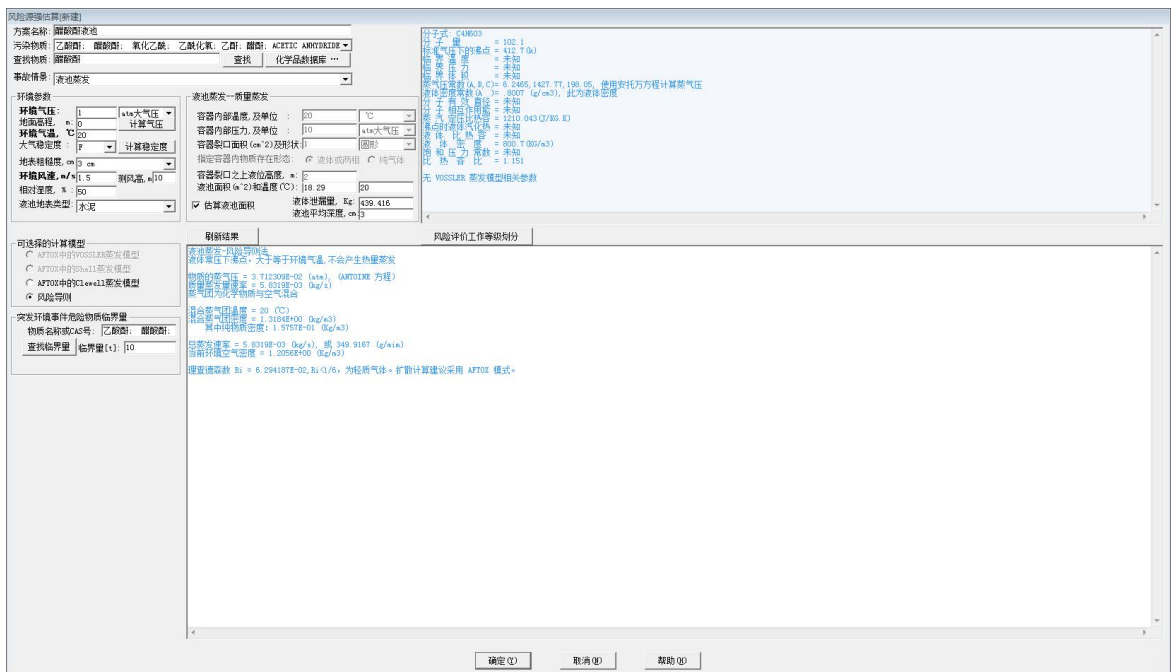 风险源强估算[新建]
方案名称: 醋酸酐液池
污染物质: 乙酸酐; 醋酸酐; 氧化乙酰; 乙酰化氧; 乙酐; 醋酐; ACETIC ANHYDRIDE
查找物质: 醋酸酐 查找 化学品数据库 …
事故情景: 液池蒸发
环境参数
环境气压: 1 atm大气压
地面高程, m: 0 计算气压
环境气温, ℃ 20
大气稳定度 : F 计算稳定度
地表粗糙度, cm 3 cm
环境风速, m/s 1.5 测风高, m 10
相对湿度, % : 50
液池地表类型: 水泥
液池蒸发--质量蒸发
容器内部温度, 及单位 : 20 ℃
容器内部压力, 及单位 : 10 atm大气压
容器裂口面积(cm^2)及形状: 1 圆形
指定容器内物质存在形态: 液体或两相 纯气体
容器裂口之上液位高度, m: 2
液池面积(m^2)和温度(℃): 18.29 20
估算液池面积 液体泄漏量, Kg: 439.416
液池平均深度, cm: 3
分子式: C4H6O3
分 子 量 = 102.1
标准气压下的沸点 = 412.7(k)
临 界 温 度 = 未知
临 界 压 力 = 未知
临 界 体 积 = 未知
蒸气压常数(A,B,C)= 6.2465,1427.77,198.05, 使用安托万方程计算蒸气压
液体密度常数(A )= .8007 (g/cm3), 此为液体密度
分 子 有 效 直 径 = 未知
分 子 相 互 作 用 能 = 未知
蒸 汽 定 压 比 热 容 = 1210.043(J/KG.K)
沸点时液体汽化热 = 未知
液 体 比 热 容 = 未知
液 体 密 度 = 800.7(KG/m3)
饱 和 压 力 常 数 = 未知
比 热 容 比 = 1.151
无 VOSSLER 蒸发模型相关参数
刷新结果 风险评价工作等级划分
可选择的计算模型
AFTOX中的VOSSLER蒸发模型
AFTOX中的Shell蒸发模型
AFTOX中的Clewell蒸发模型
风险导则
突发环境事件危险物质临界量
物质名称或CAS号: 乙酸酐; 醋酸酐;
查找临界量 临界量[t]: 10
液池蒸发-风险导则法
液体常压下沸点, 大于等于环境气温,不会产生热量蒸发
物质的蒸气压 = 3.712309E-02 (atm), (ANTOINE 方程)
质量蒸发量速率 = 5.8319E-03 (kg/s)
蒸气团为化学物质与空气混合
混合蒸气团温度 = 20 (℃)
混合蒸气团密度 = 1.3184E+00 (Kg/m3)
其中纯物质密度: 1.5757E-01 (Kg/m3)
总蒸发速率 = 5.8319E-03 (kg/s), 或 349.9167 (g/min)
当前环境空气密度 = 1.2056E+00 (Kg/m3)
理查德森数 Ri = 6.294187E-02,Ri<1/6, 为轻质气体。扩散计算建议采用 AFTOX 模式。
确定(Y) 取消(N) 帮助(H)